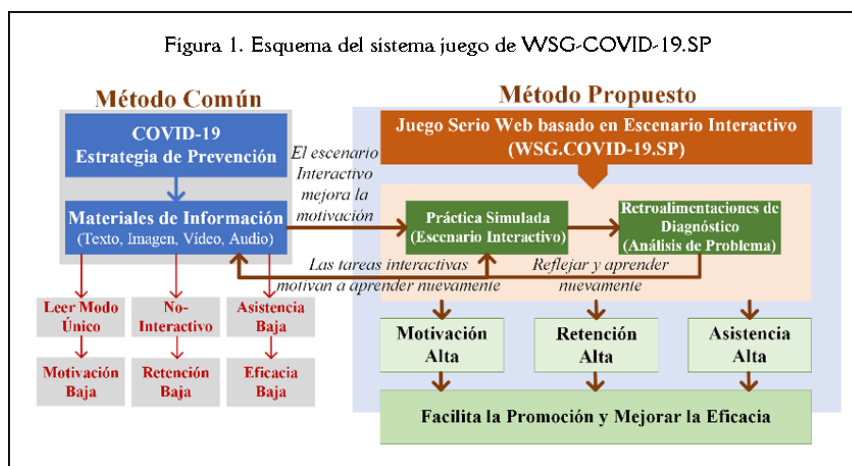 Figura 1. Esquema del sistema juego de WSG-COVID-19.SP
Método Común
COVID-19
Estrategia de Prevención
Materiales de Información
(Texto, Imagen, Vídeo, Audio)
Leer Modo
Único
No-
Interactivo
Asistencia
Baja
Motivación
Baja
Retención
Baja
Eficacia
Baja
El escenario
Interactivo
mejora la
motivación
Método Propuesto
Juego Serio Web basado en Escenario Interactivo
(WSG.COVID-19.SP)
Práctica Simulada
(Escenario Interactivo)
Retroalimentaciones de
Diagnóstico
(Análisis de Problema)
Las tareas interactivas
motivan a aprender nuevamente
Reflejar y aprender
nuevamente
Motivación
Alta
Retención
Alta
Asistencia
Alta
Facilita la Promoción y Mejorar la Eficacia